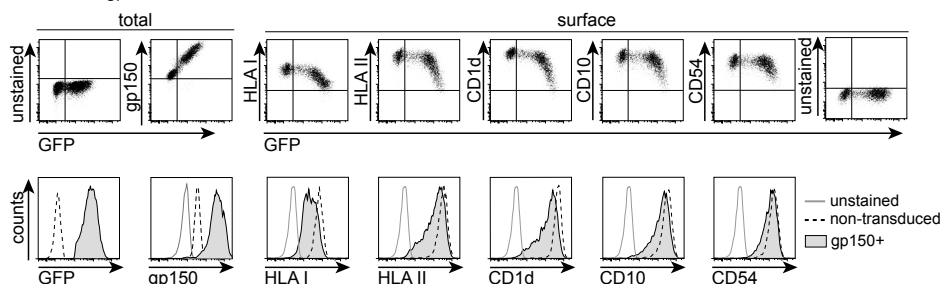 total
surface
unstained
gp150
HLA I
HLA II
CD1d
CD10
CD54
unstained
GFP
GFP
counts
GFP
gp150
HLA I
HLA II
CD1d
CD10
CD54
unstained
non-transduced
gp150+